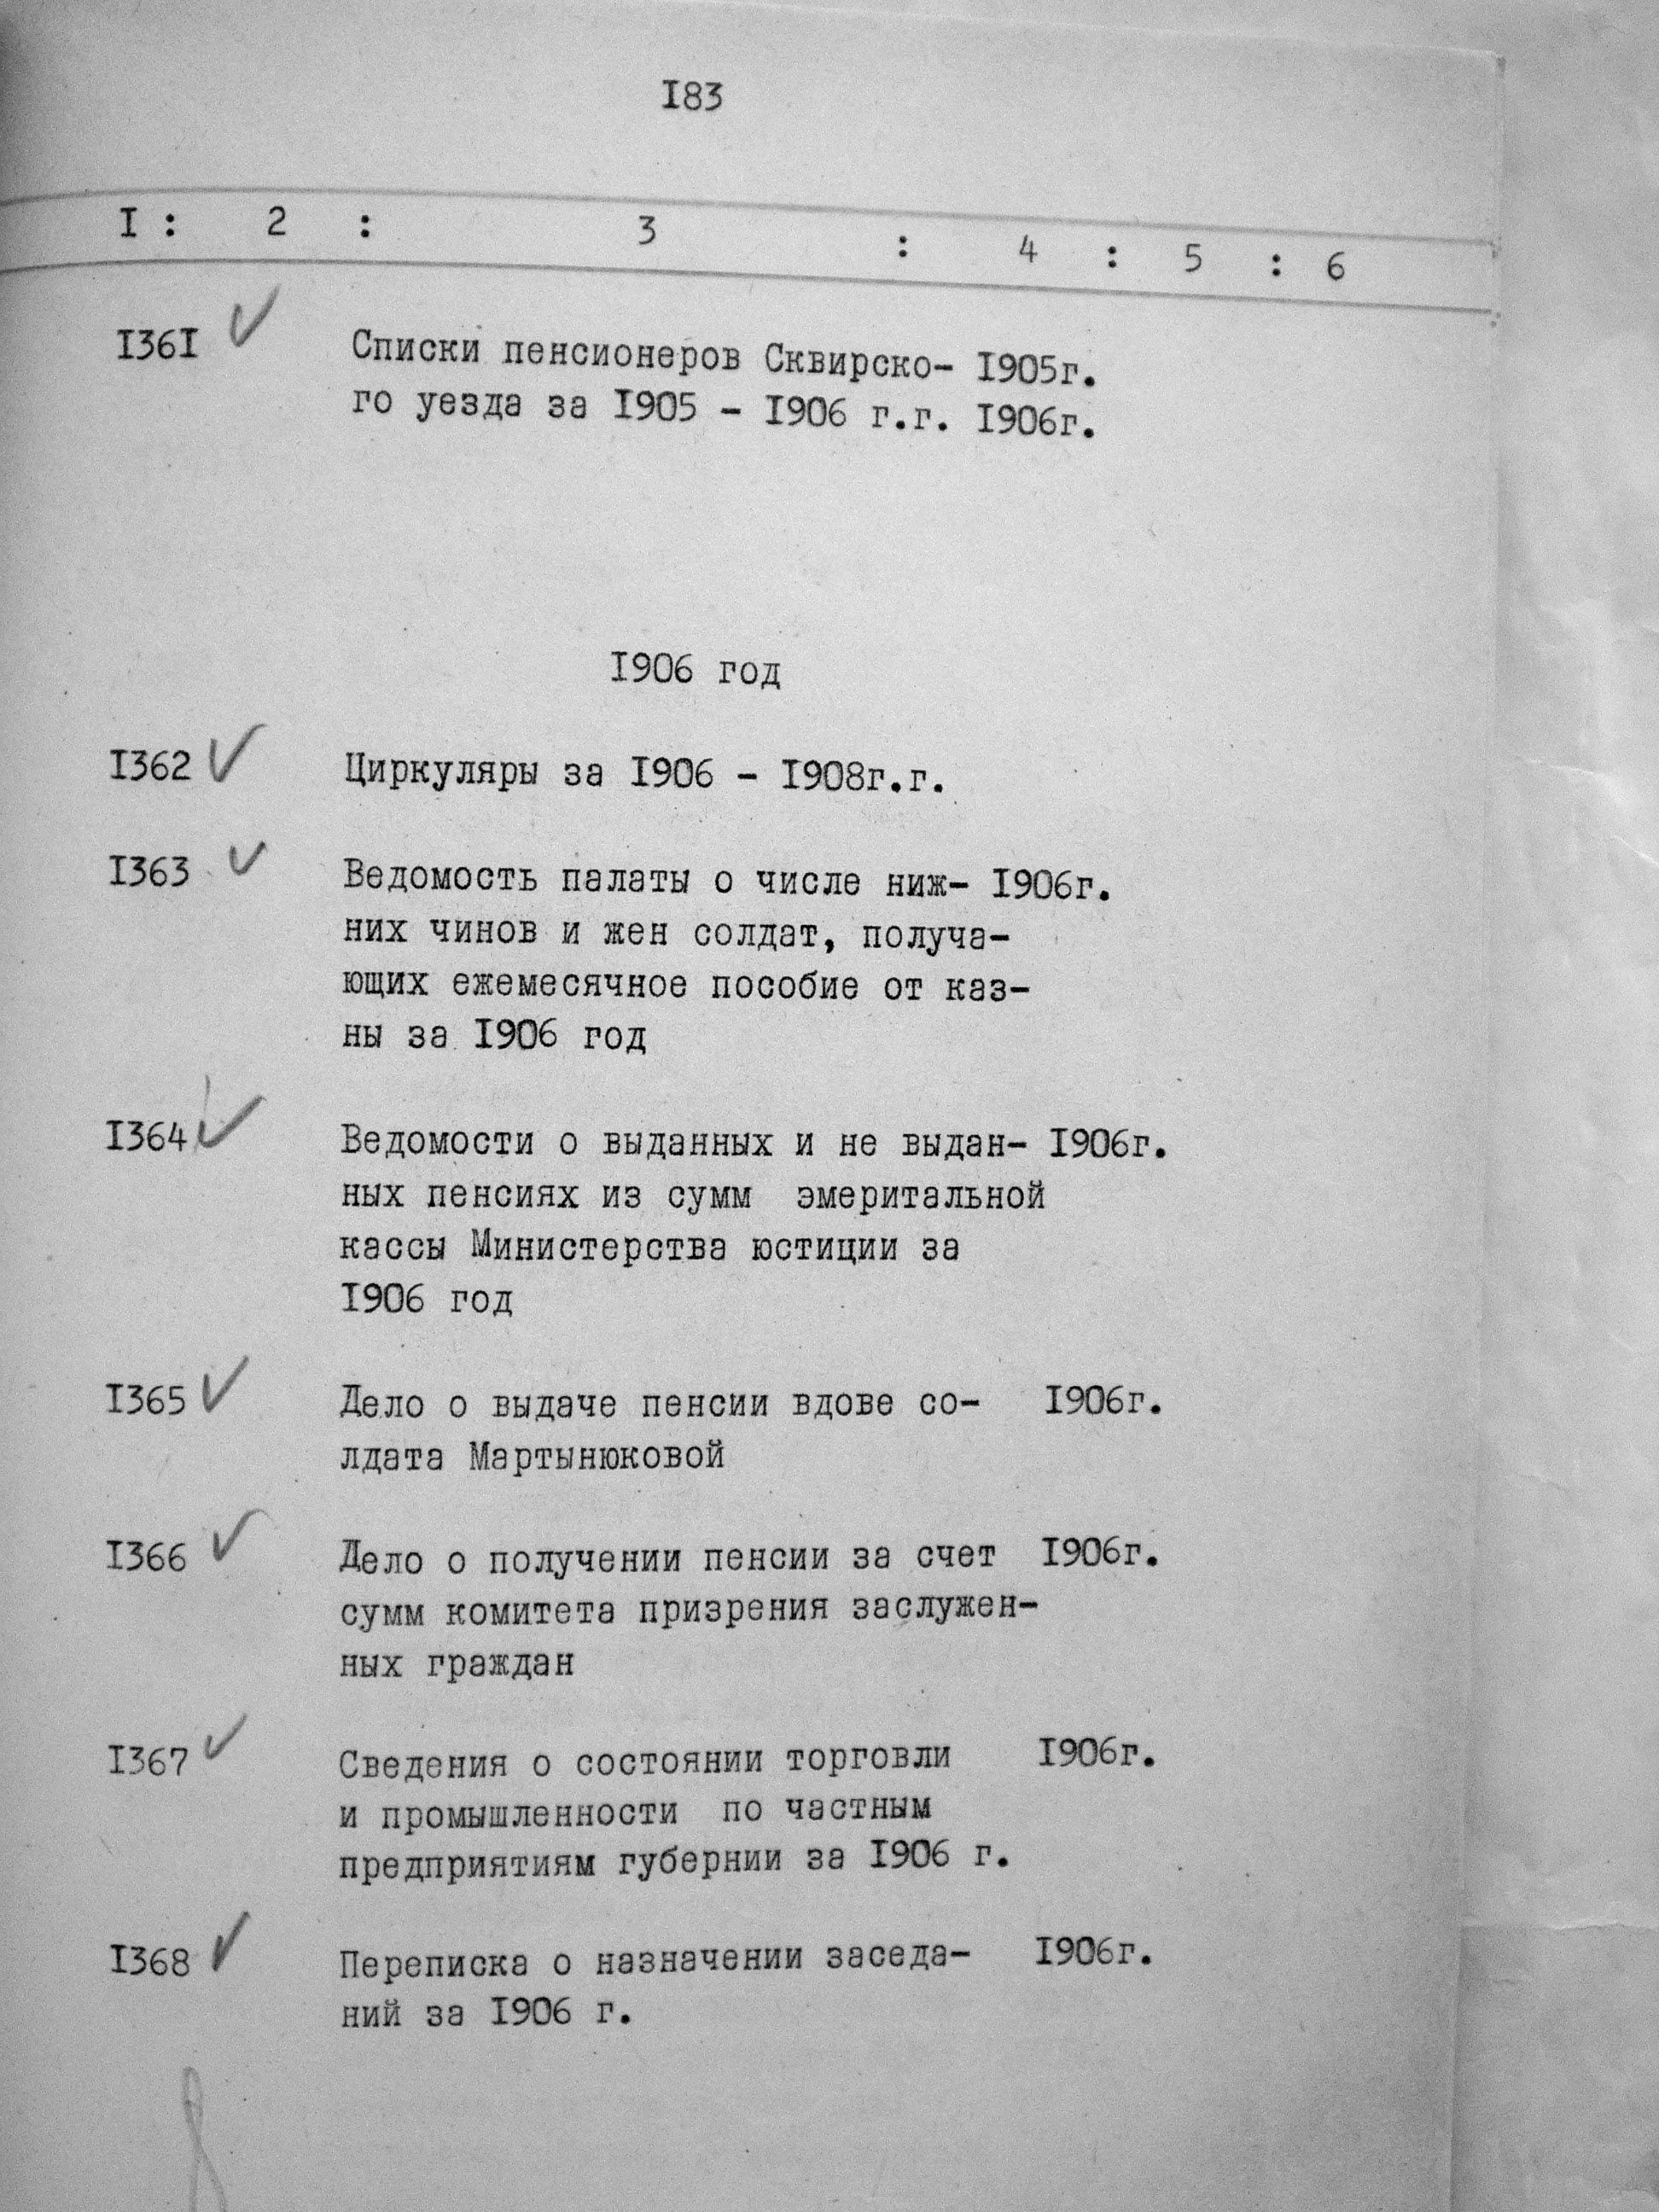 I83
I : 2 : 3 : 4 : 5 : 6
I36I Списки пенсионеров Сквирско- I905г.
го уезда за I905 - I906 г.г. I906г.
I906 год
I362 Циркуляры за I906 - I908г.г.
I363 Ведомость палаты о числе ниж- I906г.
них чинов и жен солдат, получа-
ющих ежемесячное пособие от каз-
ны за I906 год
I364 Ведомости о выданных и не выдан- I906г.
ных пенсиях из сумм эмеритальной
кассы Министерства юстиции за
I906 год
I365 Дело о выдаче пенсии вдове со- I906г.
лдата Мартынюковой
I366 Дело о получении пенсии за счет I906г.
сумм комитета призрения заслужен-
ных граждан
I367 Сведения о состоянии торговли I906г.
и промышленности по частным
предприятиям губернии за I906 г.
I368 Переписка о назначении заседа- I906г.
ний за I906 г.